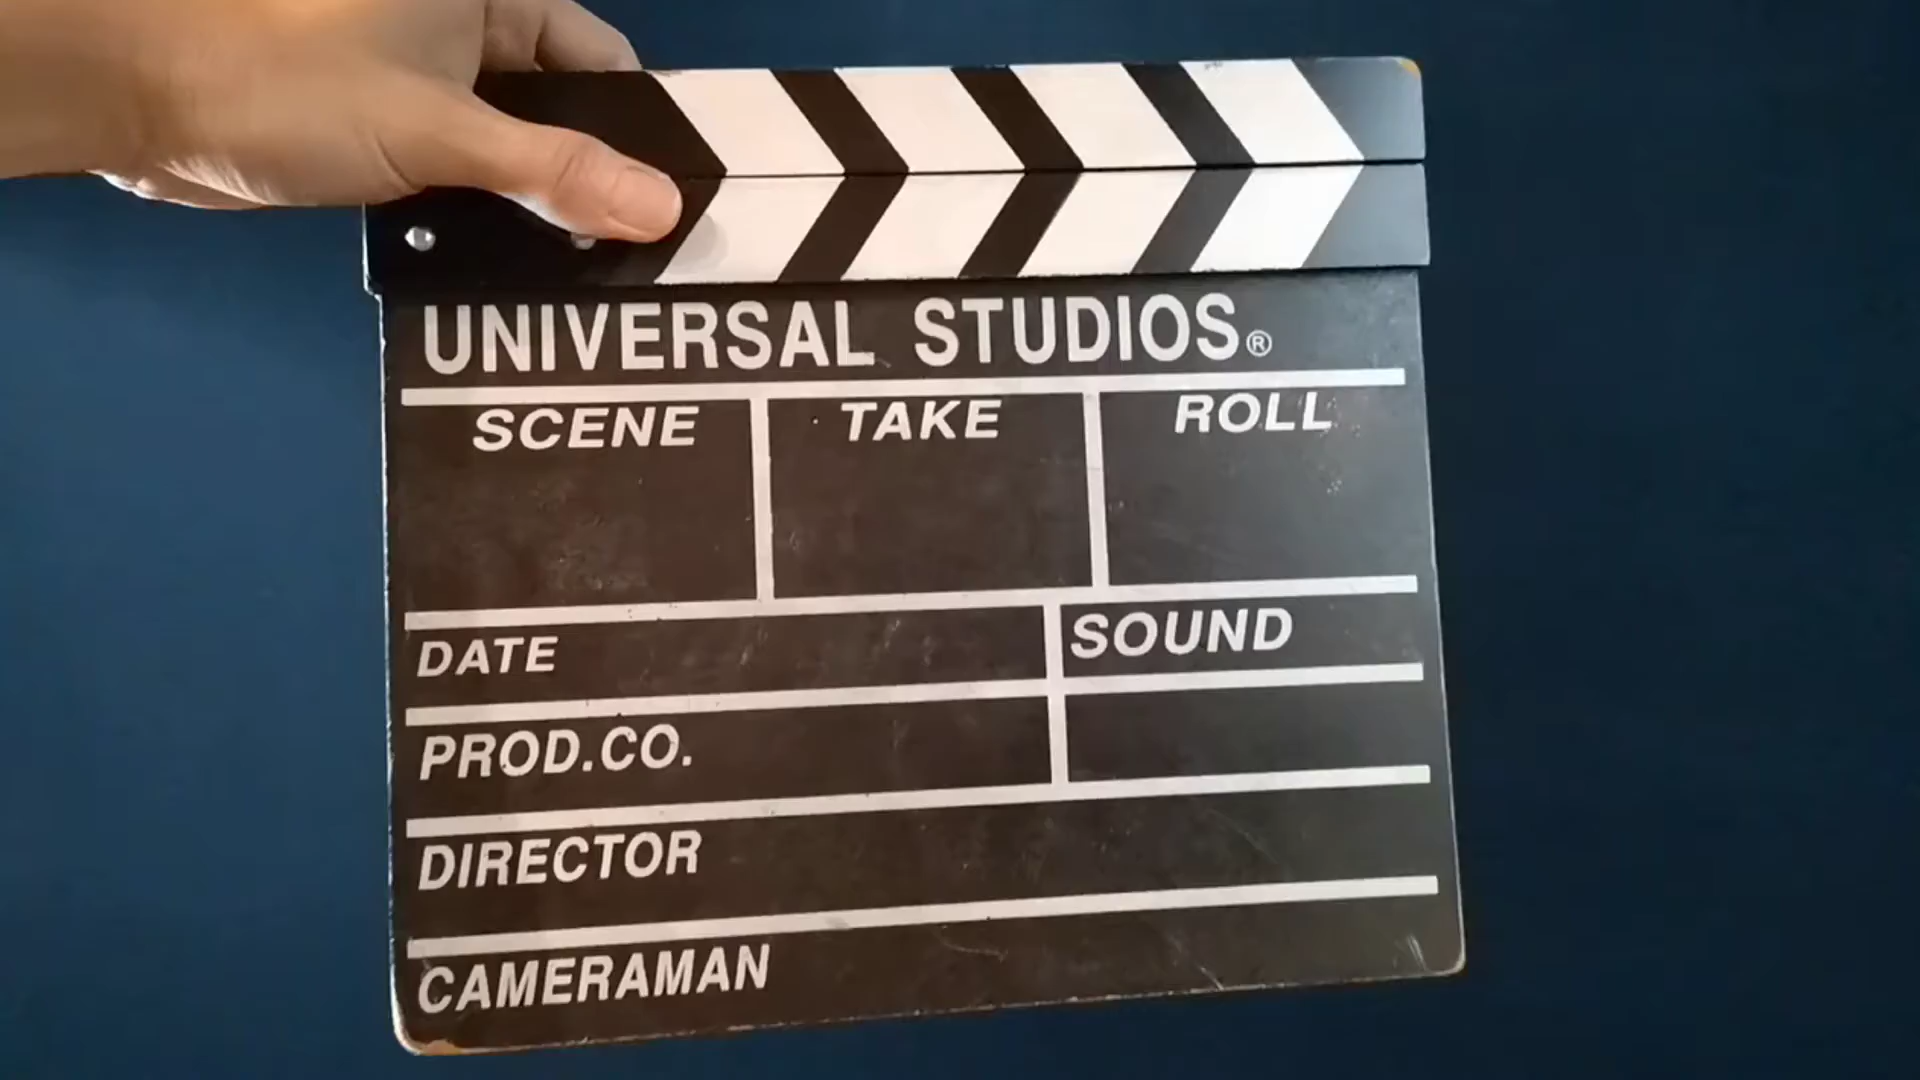 UNIVERSAL STUDIOS®
SCENE TAKE ROLL
DATE SOUND
PROD.CO.
DIRECTOR
CAMERAMAN